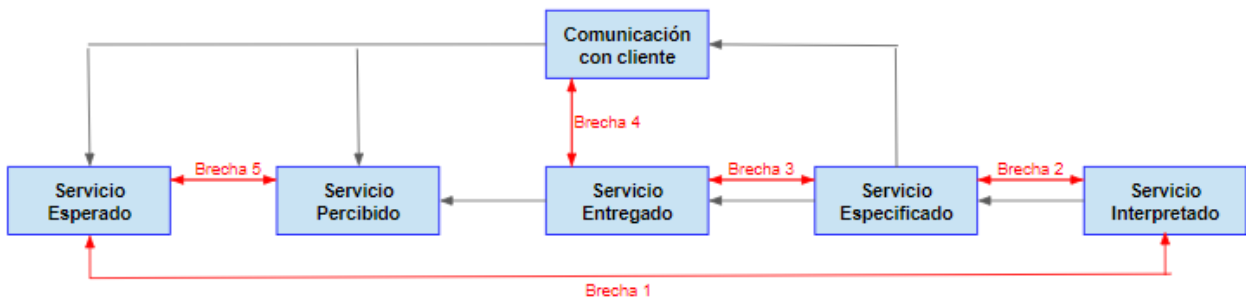 Comunicación
con cliente
Brecha 4
Brecha 5
Brecha 3
Brecha 2
Servicio
Esperado
Servicio
Percibido
Servicio
Entregado
Servicio
Especificado
Servicio
Interpretado
Brecha 1